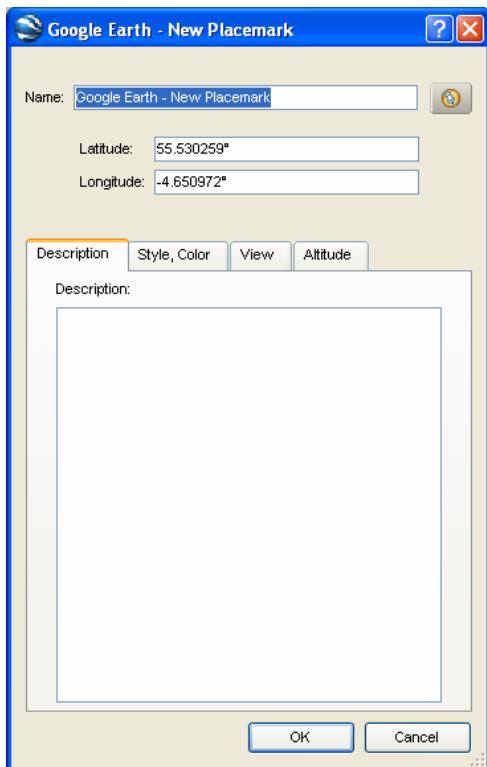 Google Earth - New Placemark
Name: Google Earth - New Placemark
Latitude: 55.530259°
Longitude: -4.650972°
Description Style, Color View Altitude
Description:
OK Cancel